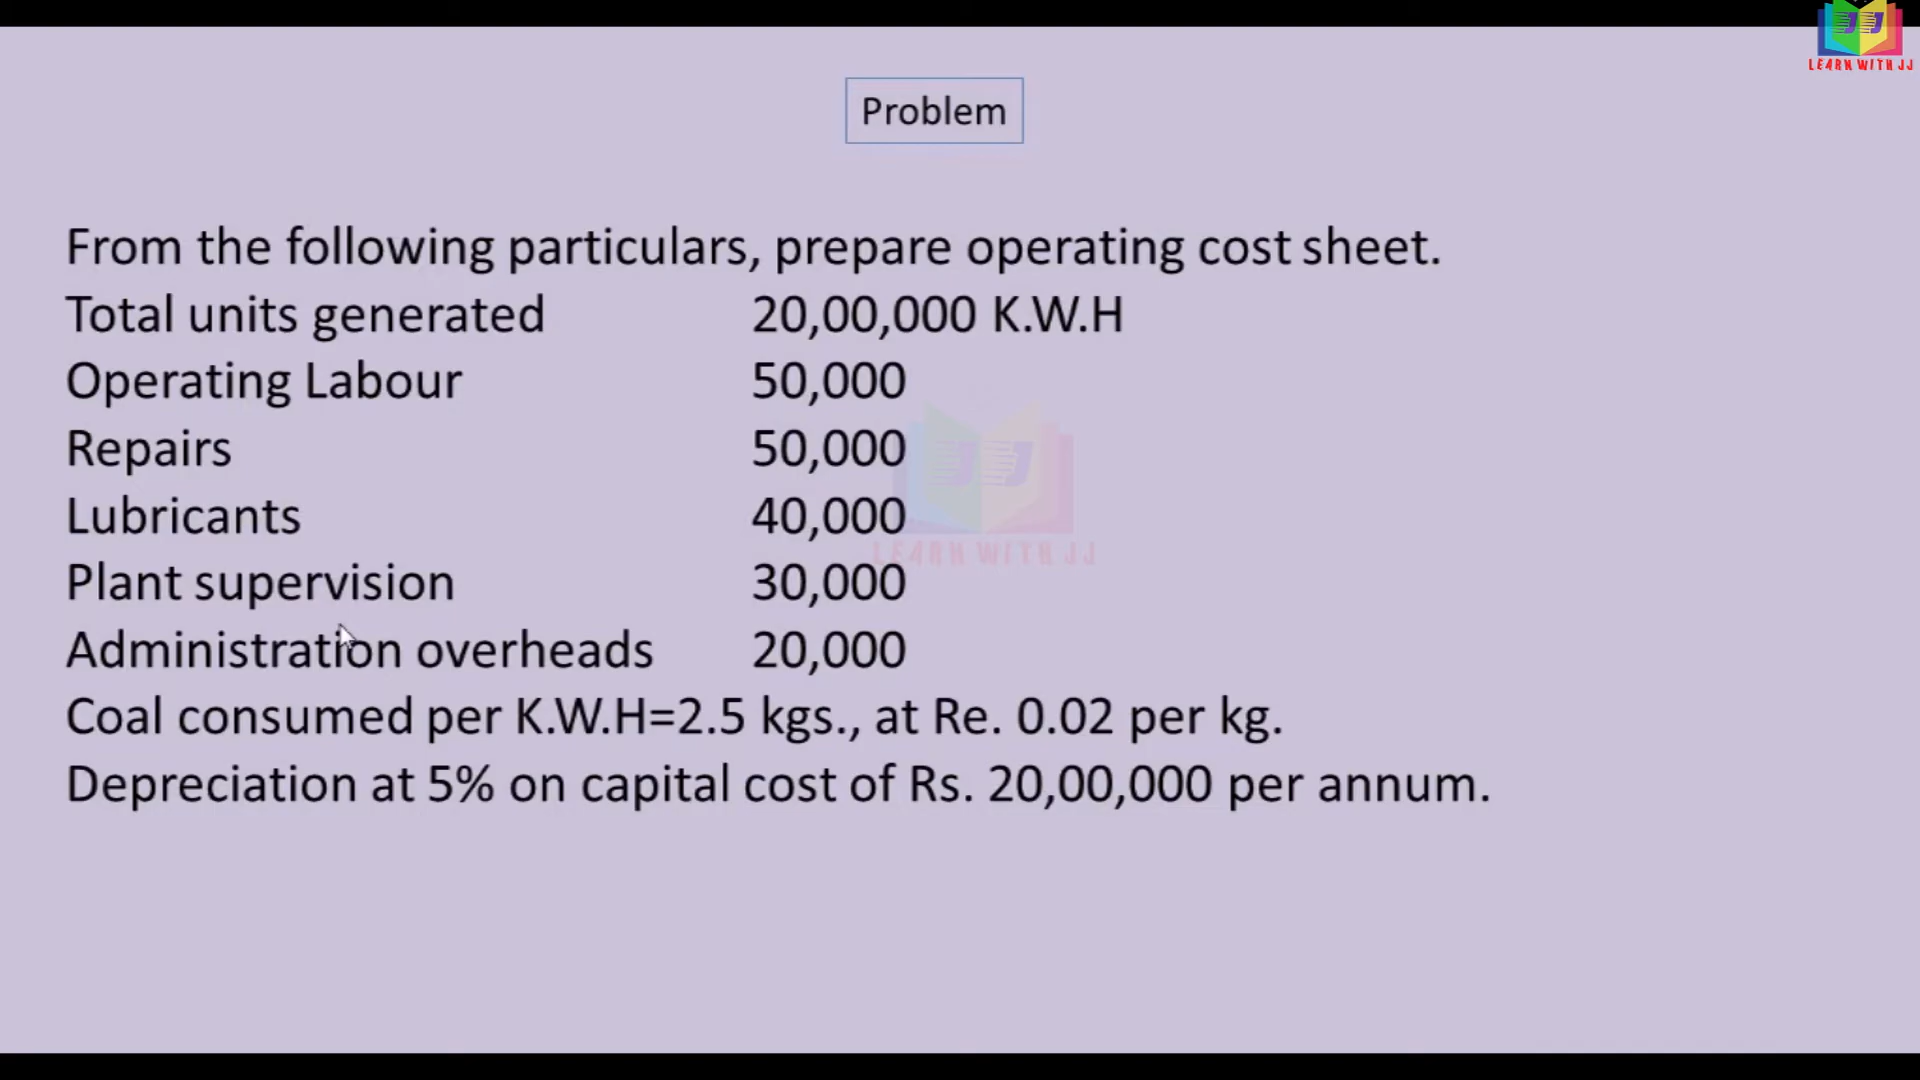 LEARN WITH JJ
Problem
From the following particulars, prepare operating cost sheet.
Total units generated 20,00,000 K.W.H
Operating Labour 50,000
Repairs 50,000
Lubricants 40,000
Plant supervision 30,000
Administration overheads 20,000
Coal consumed per K.W.H=2.5 kgs., at Re. 0.02 per kg.
Depreciation at 5% on capital cost of Rs. 20,00,000 per annum.
LEARN WITH JJ